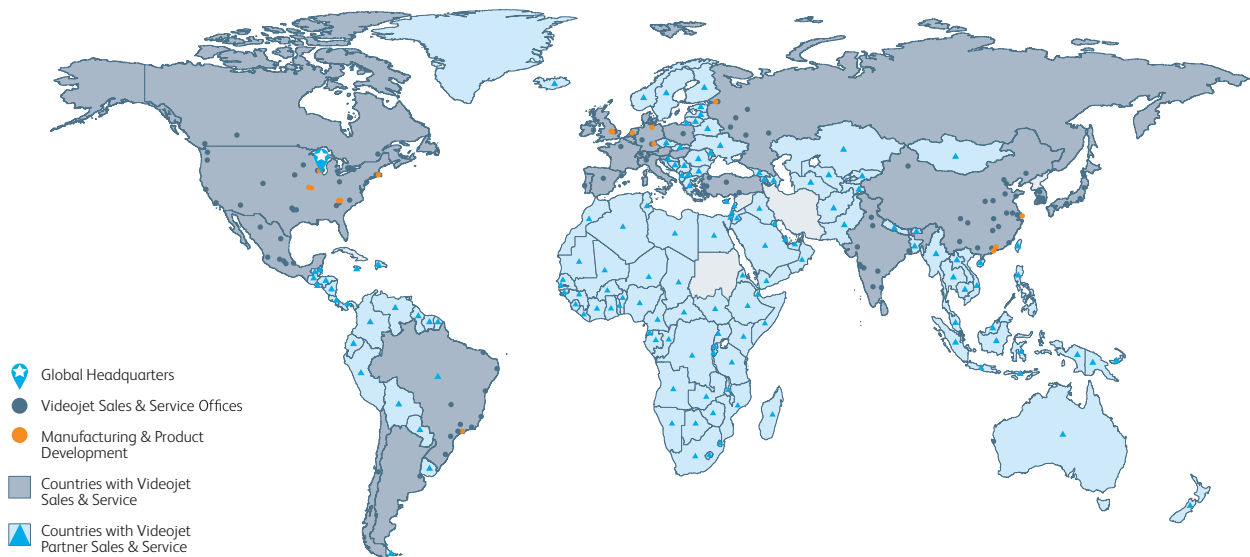 Global Headquarters
Videojet Sales & Service Offices
Manufacturing & Product
Development
Countries with Videojet
Sales & Service
Countries with Videojet
Partner Sales & Service